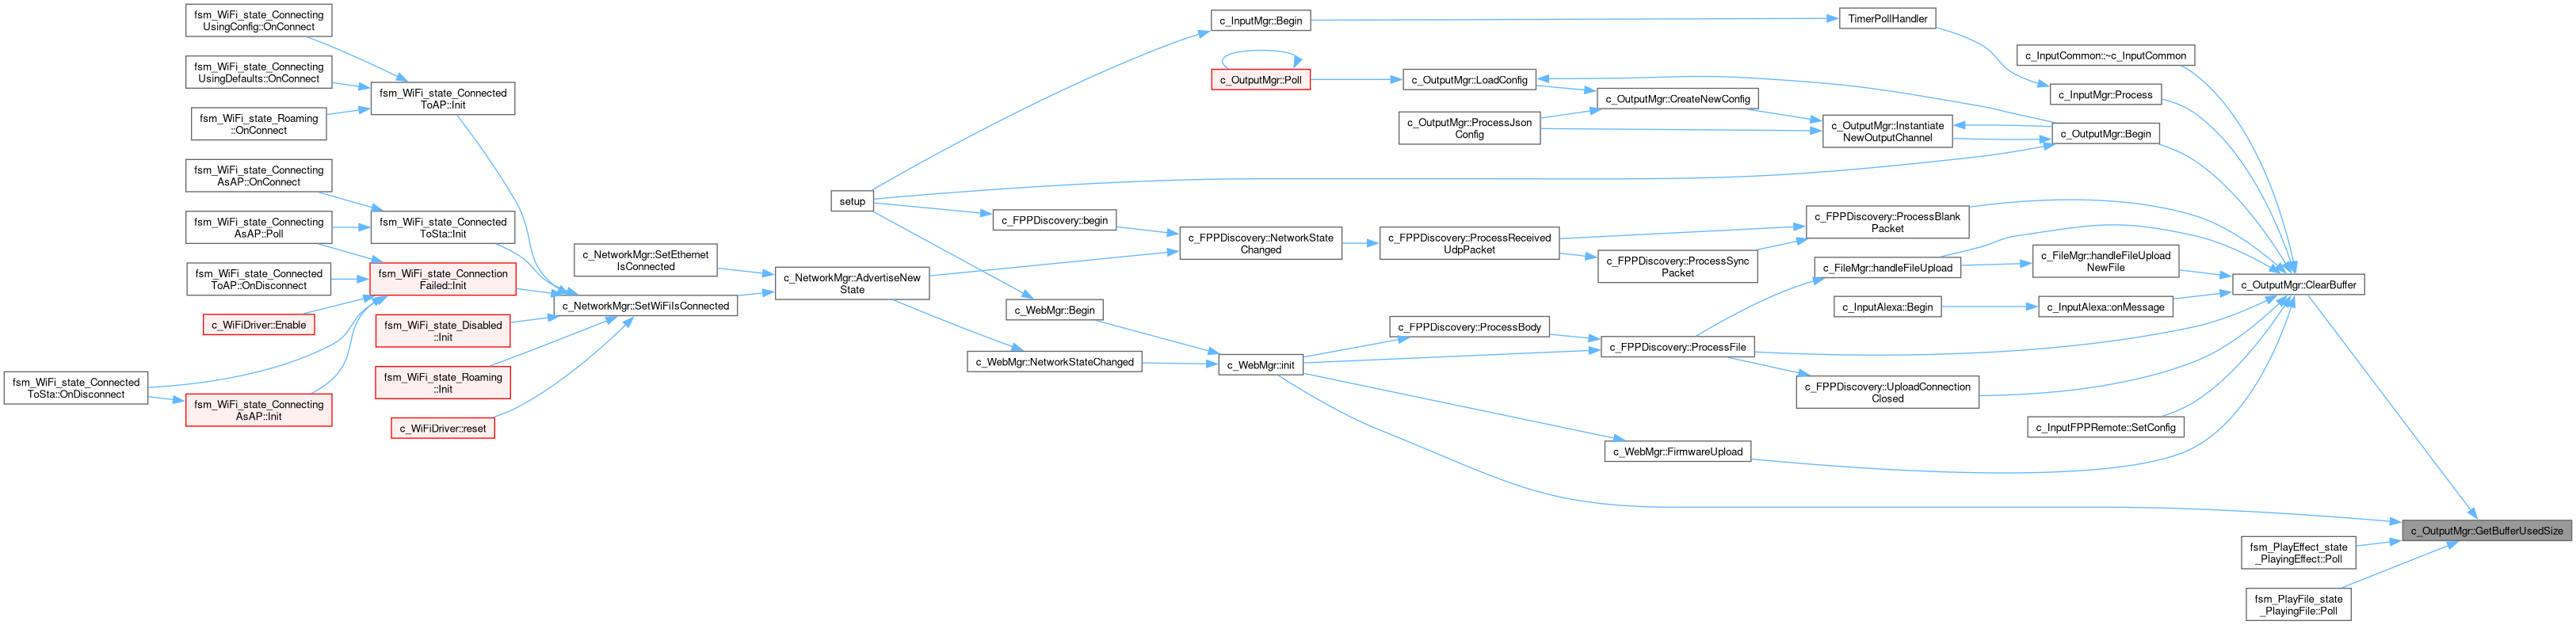 fsm_WiFi_state_Connecting
UsingConfig::OnConnect
fsm_WiFi_state_Connecting
UsingDefaults::OnConnect
fsm_WiFi_state_Roaming
::OnConnect
fsm_WiFi_state_Connecting
AsAP::OnConnect
fsm_WiFi_state_Connecting
AsAP::Poll
fsm_WiFi_state_Connected
ToAP::OnDisconnect
c_WiFiDriver::Enable
fsm_WiFi_state_Connected
ToSta::OnDisconnect
fsm_WiFi_state_Connecting
AsAP::Init
fsm_WiFi_state_Connected
ToAP::Init
fsm_WiFi_state_Connected
ToSta::Init
fsm_WiFi_state_Connection
Failed::Init
fsm_WiFi_state_Disabled
::Init
fsm_WiFi_state_Roaming
::Init
c_WiFiDriver::reset
c_NetworkMgr::SetEthernet
IsConnected
c_NetworkMgr::SetWiFiIsConnected
c_NetworkMgr::AdvertiseNew
State
setup
c_FPPDiscovery::begin
c_WebMgr::Begin
c_WebMgr::NetworkStateChanged
c_InputMgr::Begin
c_OutputMgr::Poll
c_FPPDiscovery::NetworkState
Changed
c_WebMgr::init
c_OutputMgr::LoadConfig
c_OutputMgr::ProcessJson
Config
c_FPPDiscovery::ProcessReceived
UdpPacket
c_FPPDiscovery::ProcessBody
c_OutputMgr::CreateNewConfig
c_FPPDiscovery::ProcessSync
Packet
c_FPPDiscovery::ProcessFile
c_WebMgr::FirmwareUpload
TimerPollHandler
c_OutputMgr::Instantiate
NewOutputChannel
c_FPPDiscovery::ProcessBlank
Packet
c_FileMgr::handleFileUpload
c_InputAlexa::Begin
c_FPPDiscovery::UploadConnection
Closed
c_InputCommon::~c_InputCommon
c_InputMgr::Process
c_OutputMgr::Begin
c_FileMgr::handleFileUpload
NewFile
c_InputAlexa::onMessage
c_InputFPPRemote::SetConfig
c_OutputMgr::ClearBuffer
fsm_PlayEffect_state
_PlayingEffect::Poll
fsm_PlayFile_state
_PlayingFile::Poll
c_OutputMgr::GetBufferUsedSize